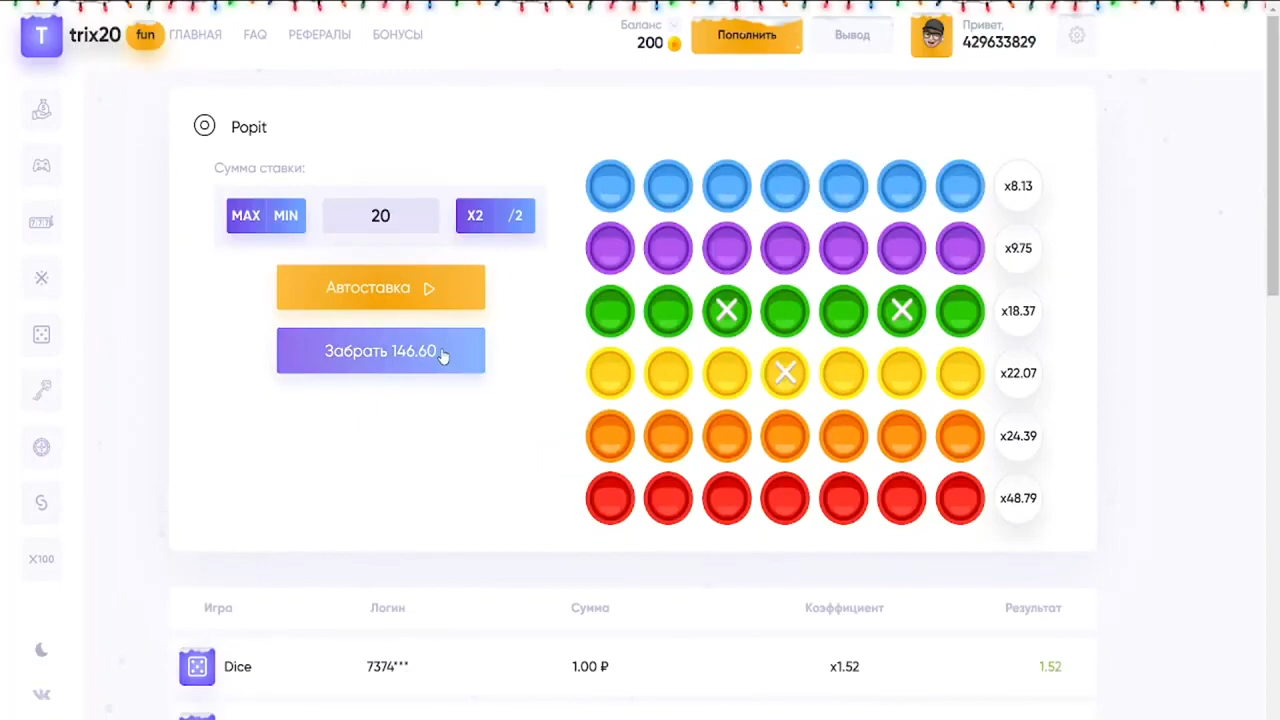 T trix20 fun ГЛАВНАЯ FAQ РЕФЕРАЛЫ БОНУСЫ
Баланс
200
Пополнить
Вывод
Привет,
429633829
Popit
Сумма ставки:
MAX MIN 20 X2 /2
Автоставка
Забрать 146.60
x8.13
x9.75
x18.37
x22.07
x24.39
x48.79
X100
Игра Логин Сумма Коэффициент Результат
Dice 7374*** 1.00 ₽ x1.52 1.52